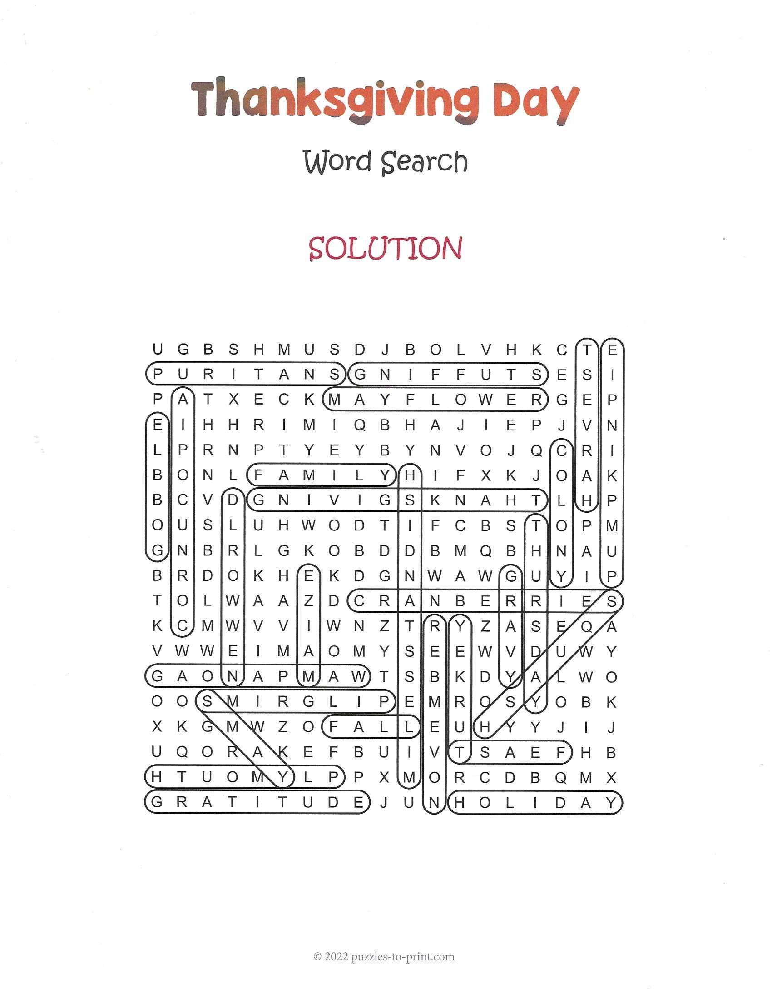 Thanksgiving Day
Word Search
SOLUTION
U G B S H M U S D J B O L V H K C T E
P U R I T A N S G N I F F U T S E S I
P A T X E C K M A Y F L O W E R G E P
E I H H R I M I Q B H A J I E P J V N
L P R N P T Y E Y B Y N V O J Q C R I
B O N L F A M I L Y H I F X K J O A K
B C V D G N I V I G S K N A H T L H P
O U S L U H W O D T I F C B S T O P M
G N B R L G K O B D D B M Q B H N A U
B R D O K H E K D G N W A W G U Y I P
T O L W A A Z D C R A N B E R R I E S
K C M W V V I W N Z T R Y Z A S E Q A
V W W E I M A O M Y S E E W V D U W Y
G A O N A P M A W T S B K D Y A L W O
O O S M I R G L I P E M R O S Y O B K
X K G M W Z O F A L L E U H Y Y J I J
U Q O R A K E F B U I V T S A E F H B
H T U O M Y L P P X M O R C D B Q M X
G R A T I T U D E J U N H O L I D A Y
© 2022 puzzles-to-print.com